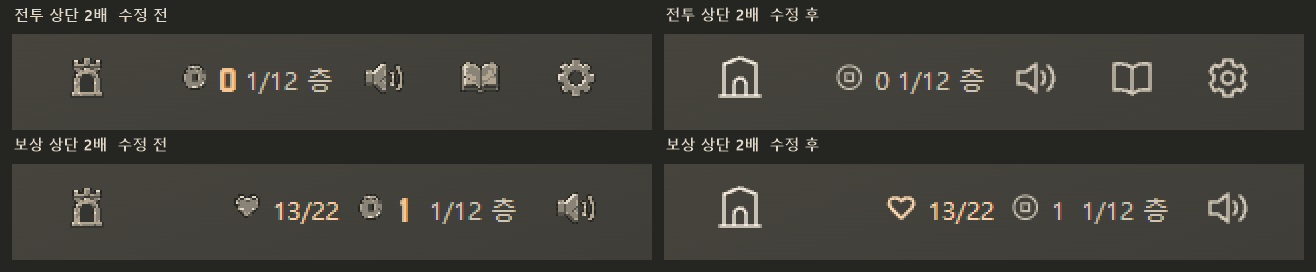 전투 상단 2배 수정 전
전투 상단 2배 수정 후
0 1/12 층
0 1/12 층
보상 상단 2배 수정 전
보상 상단 2배 수정 후
13/22 1 1/12 층
13/22 1 1/12 층